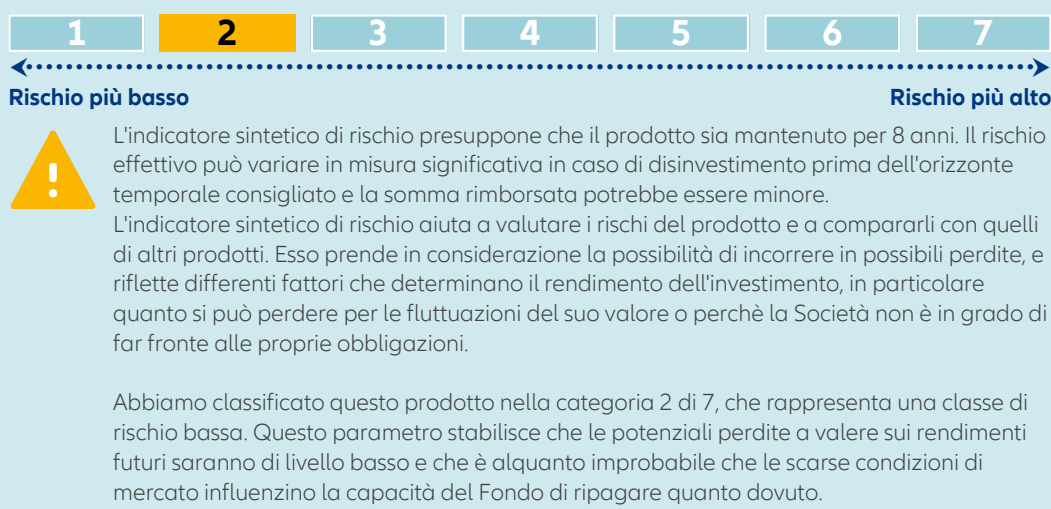 1 2 3 4 5 6 7
Rischio più basso Rischio più alto
L'indicatore sintetico di rischio presuppone che il prodotto sia mantenuto per 8 anni. Il rischio
effettivo può variare in misura significativa in caso di disinvestimento prima dell'orizzonte
temporale consigliato e la somma rimborsata potrebbe essere minore.
L'indicatore sintetico di rischio aiuta a valutare i rischi del prodotto e a compararli con quelli
di altri prodotti. Esso prende in considerazione la possibilità di incorrere in possibili perdite, e
riflette differenti fattori che determinano il rendimento dell'investimento, in particolare
quanto si può perdere per le fluttuazioni del suo valore o perchè la Società non è in grado di
far fronte alle proprie obbligazioni.
Abbiamo classificato questo prodotto nella categoria 2 di 7, che rappresenta una classe di
rischio bassa. Questo parametro stabilisce che le potenziali perdite a valere sui rendimenti
futuri saranno di livello basso e che è alquanto improbabile che le scarse condizioni di
mercato influenzino la capacità del Fondo di ripagare quanto dovuto.